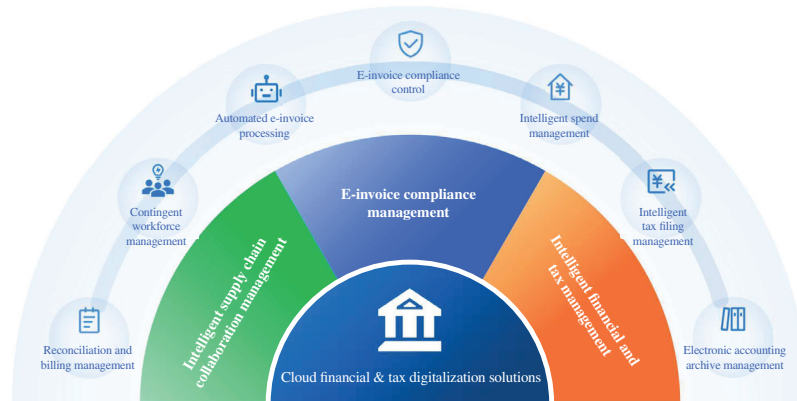 E-invoice compliance
control
Automated e-invoice
processing
Intelligent spend
management
Contingent
workforce
management
Intelligent
tax filing
management
Reconciliation and
billing management
Electronic accounting
archive management
E-invoice compliance
management
Intelligent supply chain
collaboration management
Intelligent financial and
tax management
Cloud financial & tax digitalization solutions